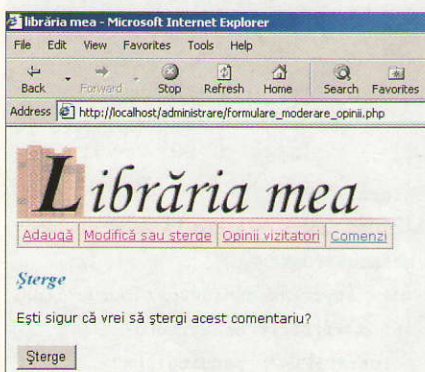 librăria mea - Microsoft Internet Explorer
File Edit View Favorites Tools Help
Back Forward Stop Refresh Home Search Favorites
Address http://localhost/administrare/formulare_moderare_opinii.php
Librăria mea
Adaugă Modifică sau şterge Opinii vizitatori Comenzi
Şterge
Eşti sigur că vrei să ştergi acest comentariu?
Şterge